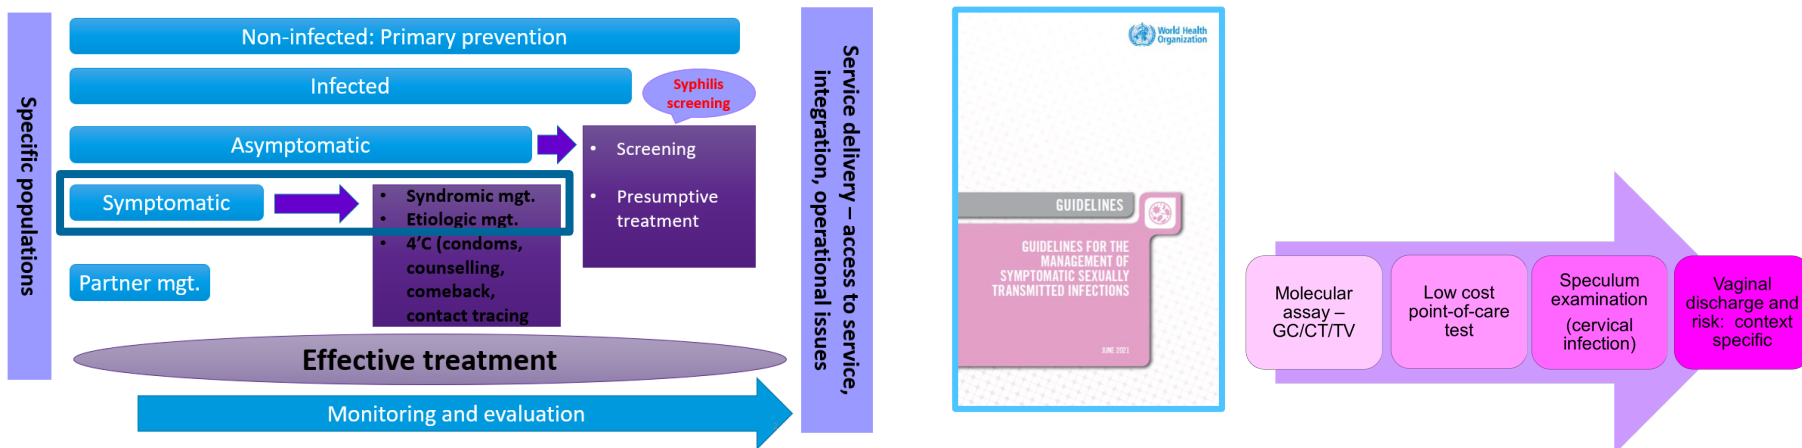 Specific populations
Non-infected: Primary prevention
Infected
Syphilis
screening
Asymptomatic
• Screening
• Presumptive
treatment
Symptomatic
• Syndromic mgt.
• Etiologic mgt.
• 4’C (condoms,
counselling,
comeback,
contact tracing
Partner mgt.
Effective treatment
Monitoring and evaluation
Service delivery – access to service,
integration, operational issues
World Health
Organization
GUIDELINES
GUIDELINES FOR THE
MANAGEMENT OF
SYMPTOMATIC SEXUALLY
TRANSMITTED INFECTIONS
JUNE 2021
Molecular
assay –
GC/CT/TV
Low cost
point-of-care
test
Speculum
examination
(cervical
infection)
Vaginal
discharge and
risk: context
specific